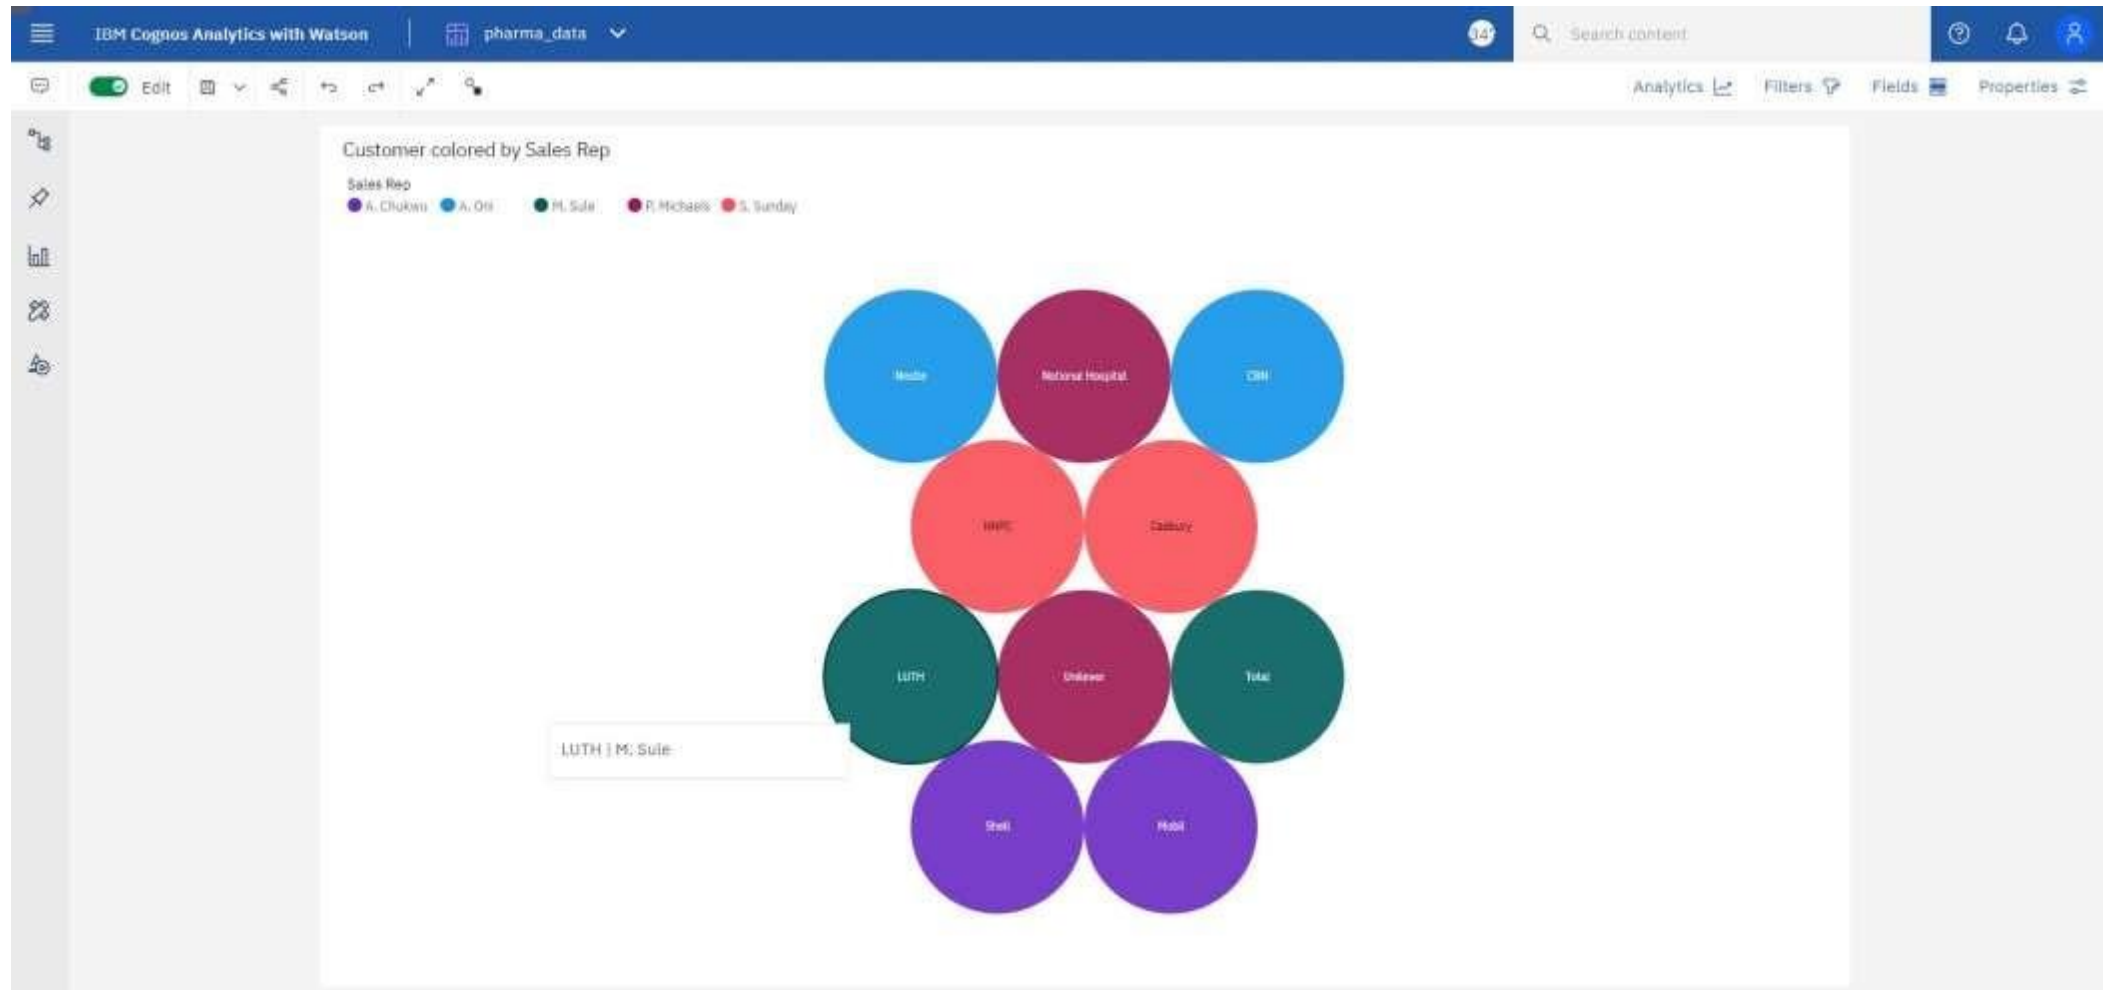 IBM Cognos Analytics with Watson
pharma_data
Search content
Edit
Analytics
Filters
Fields
Properties
Customer colored by Sales Rep
Sales Rep
A. Chukwu A. Oni M. Sule P. Michaels S. Sunday
Nestle National Hospital CBN
NNPC Cadbury
LUTH Unilever Total
LUTH | M. Sule
Shell Mobil